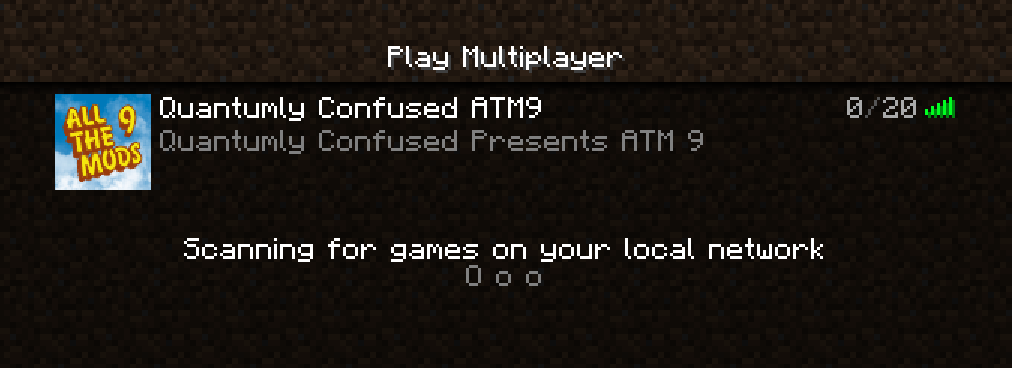 Play Multiplayer
ALL
THE 9
MODS
Quantumly Confused ATM9
0/20
Quantumly Confused Presents ATM 9
Scanning for games on your local network
O o o